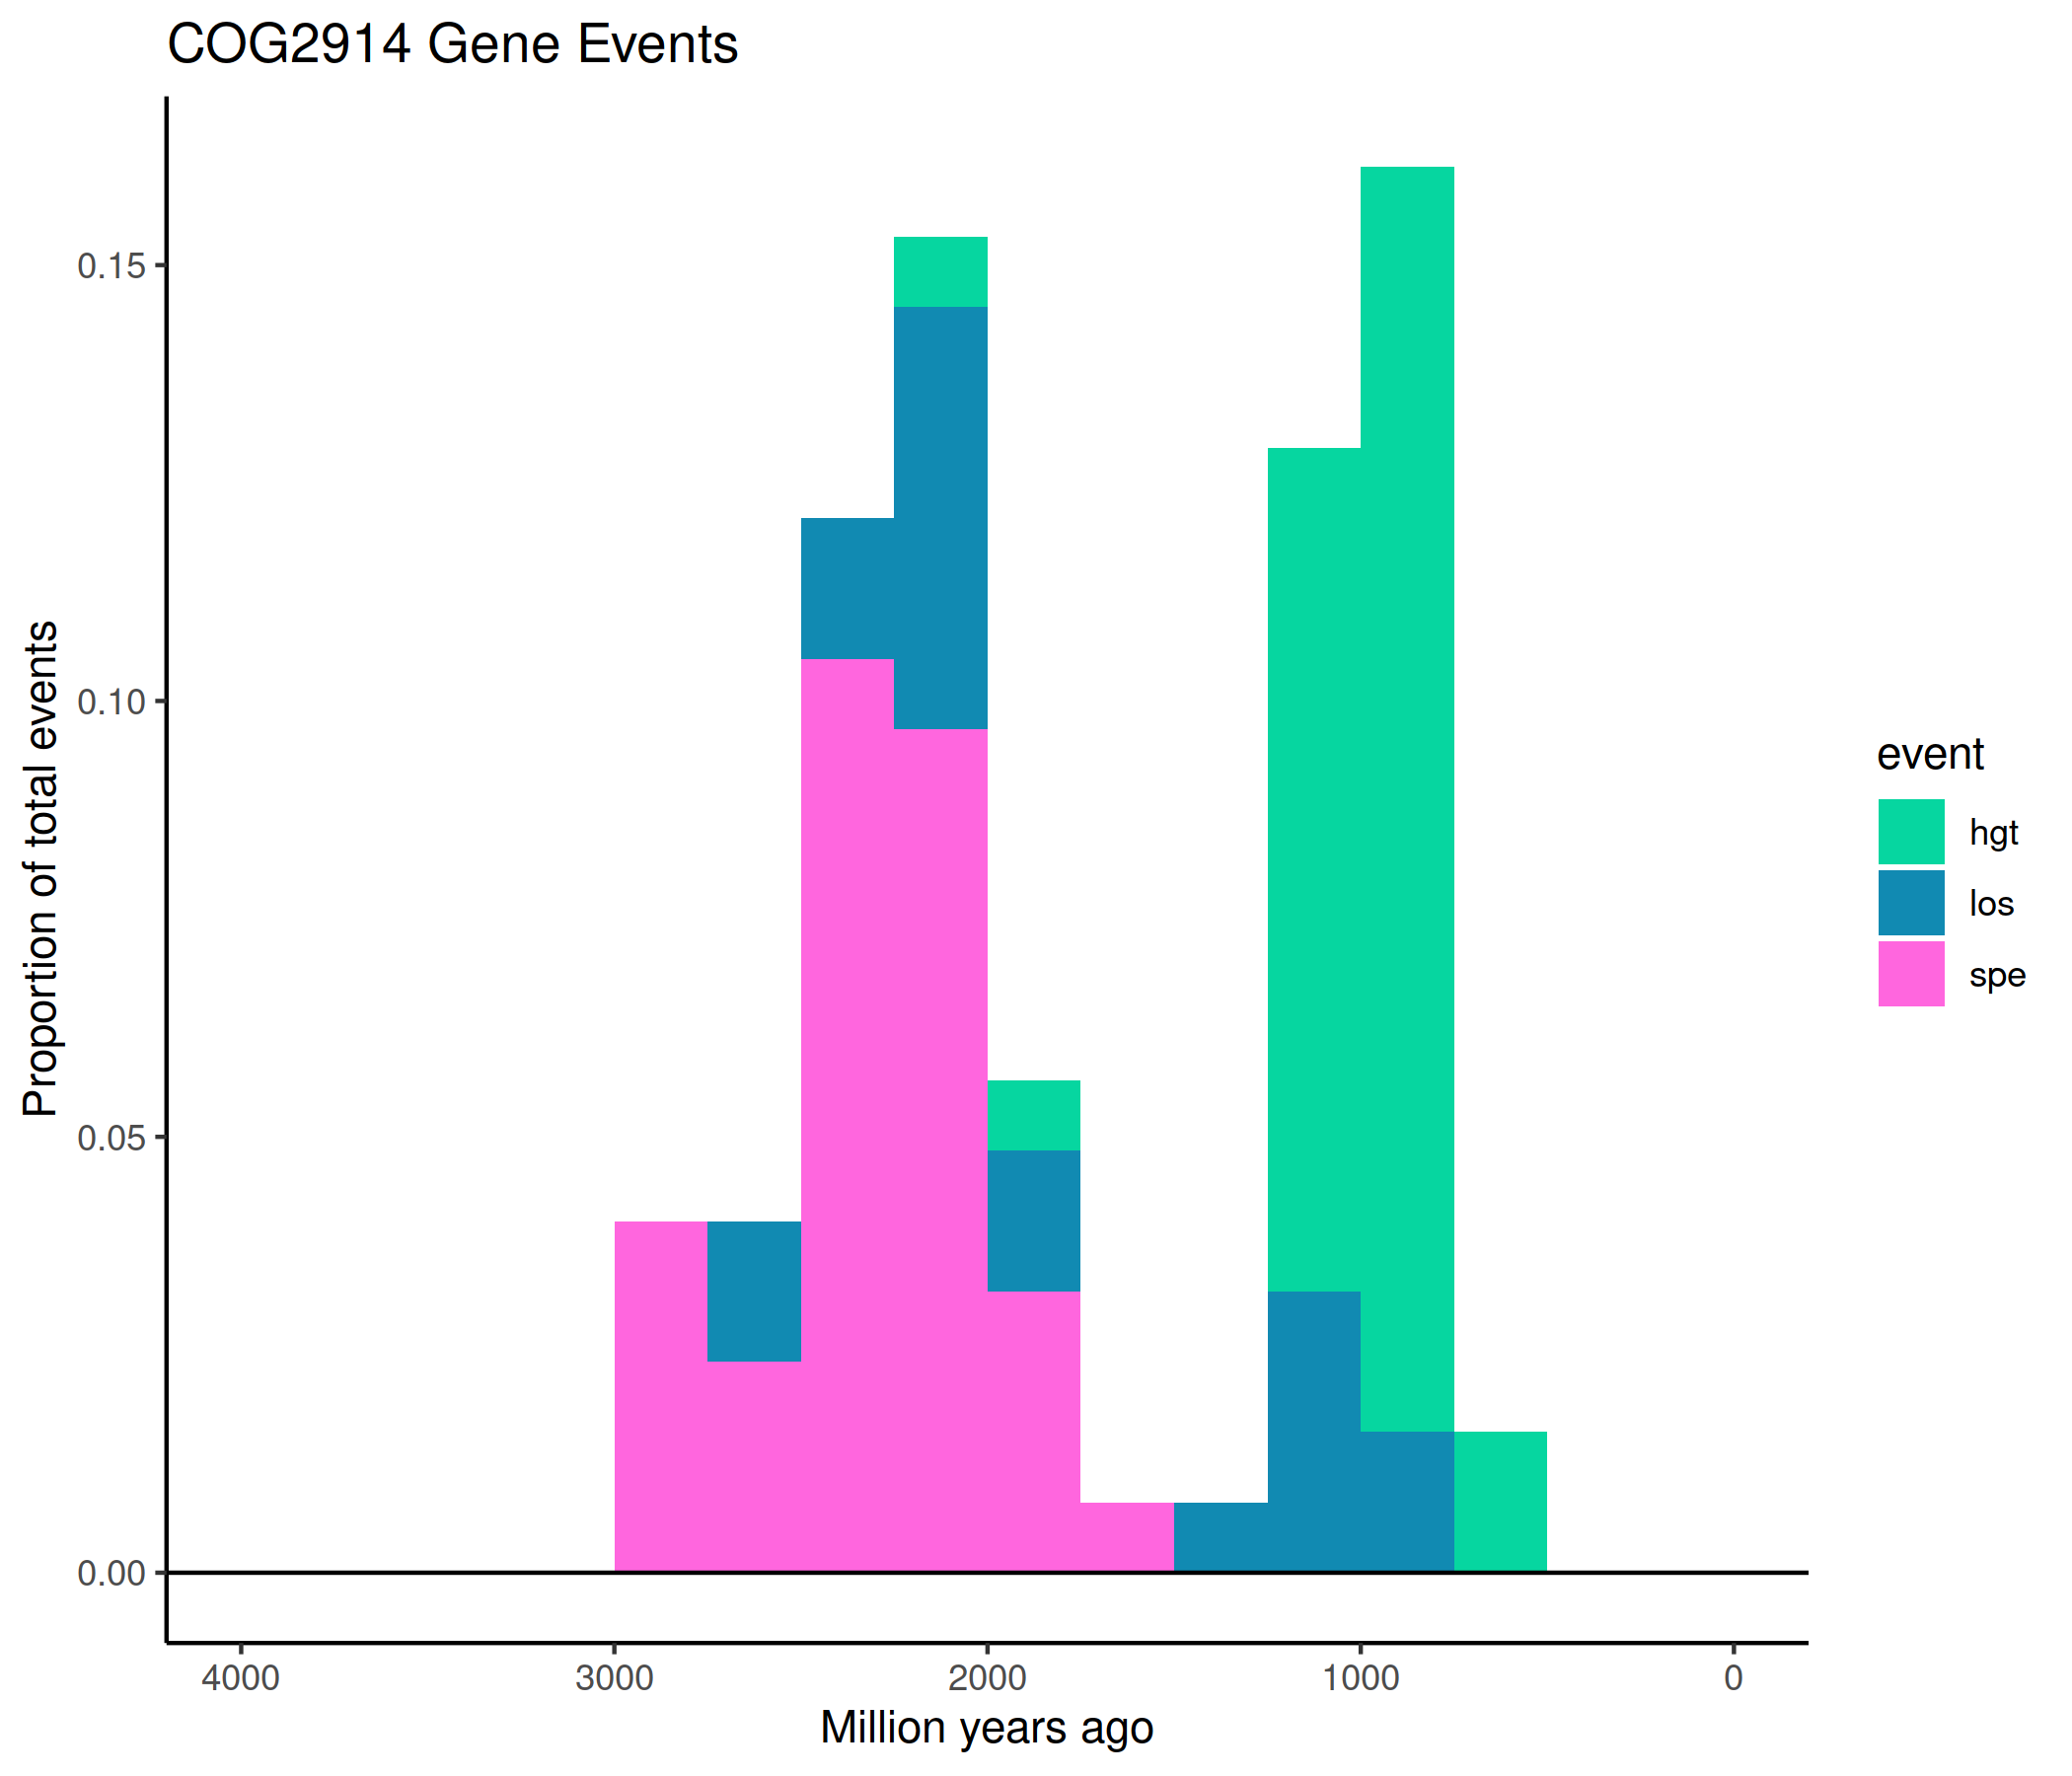 COG2914 Gene Events
Proportion of total events
0.15
0.10
0.05
0.00
4000 3000 2000 1000 0
Million years ago
event
hgt
los
spe